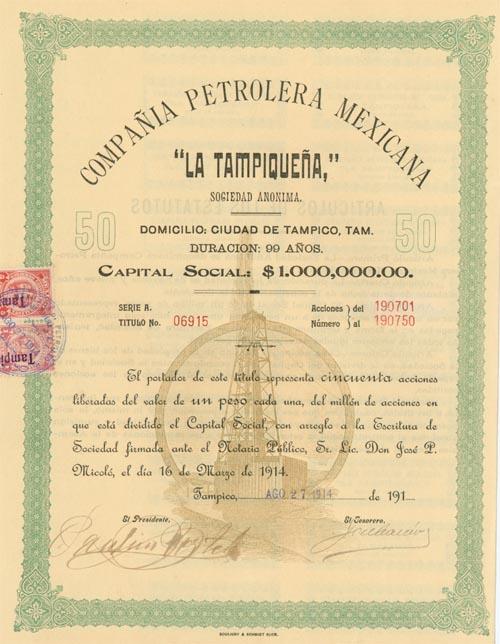 COMPAÑIA PETROLERA MEXICANA
"LA TAMPIQUEÑA,"
SOCIEDAD ANONIMA.
50 50
DOMICILIO: CIUDAD DE TAMPICO, TAM.
DURACION: 99 AÑOS.
CAPITAL SOCIAL: $1.000,000.00.
SERIE A. Acciones } del 190701
TITULO No. 06915 Número } al 190750
Tampi
Tampi
El portador de este título representa cincuenta acciones
liberadas del valor de un peso cada una, del millón de acciones en
que está dividido el Capital Social, con arreglo a la Escritura de
Sociedad firmada ante el Notario Público, Sr. Lic. Don José P.
Micoló, el día 16 de Marzo de 1914.
Tampico, AGO 27 1914 de 191
El Presidente, El Tesorero,